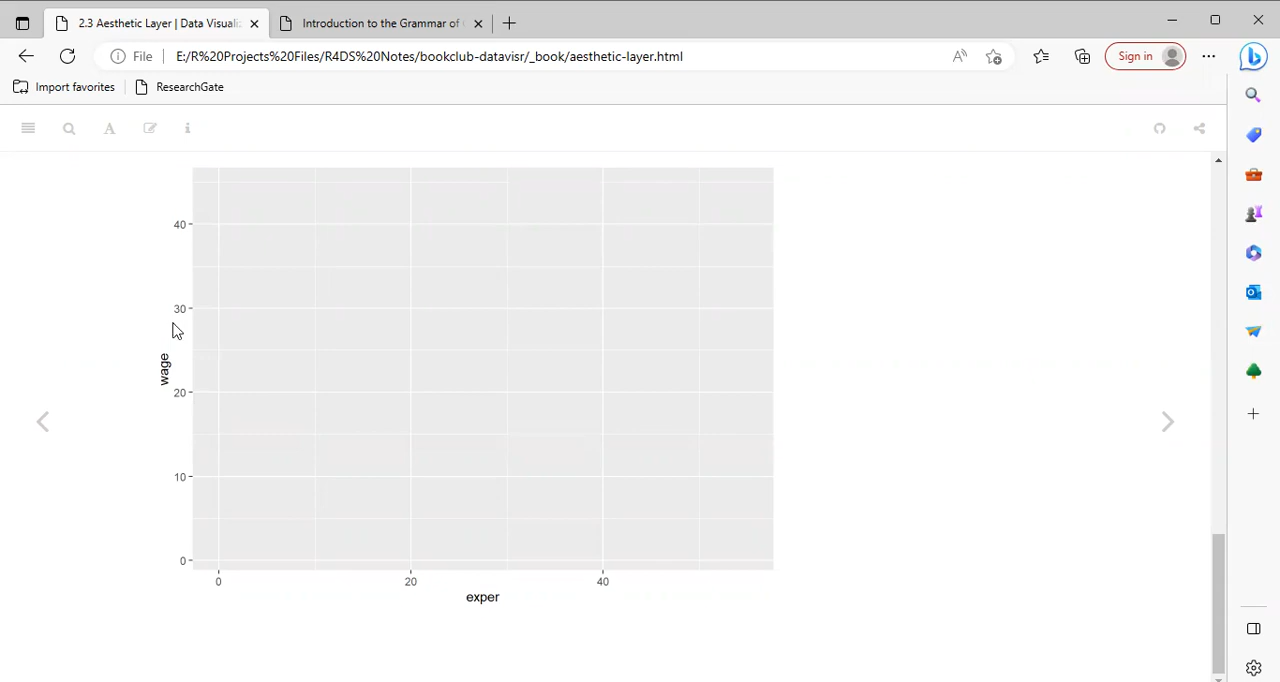 2.3 Aesthetic Layer | Data Visuali
Introduction to the Grammar of
File
E:/R%20Projects%20Files/R4DS%20Notes/bookclub-datavisr/_book/aesthetic-layer.html
Sign in
Import favorites
ResearchGate
40
30
20
10
0
wage
0 20 40
exper